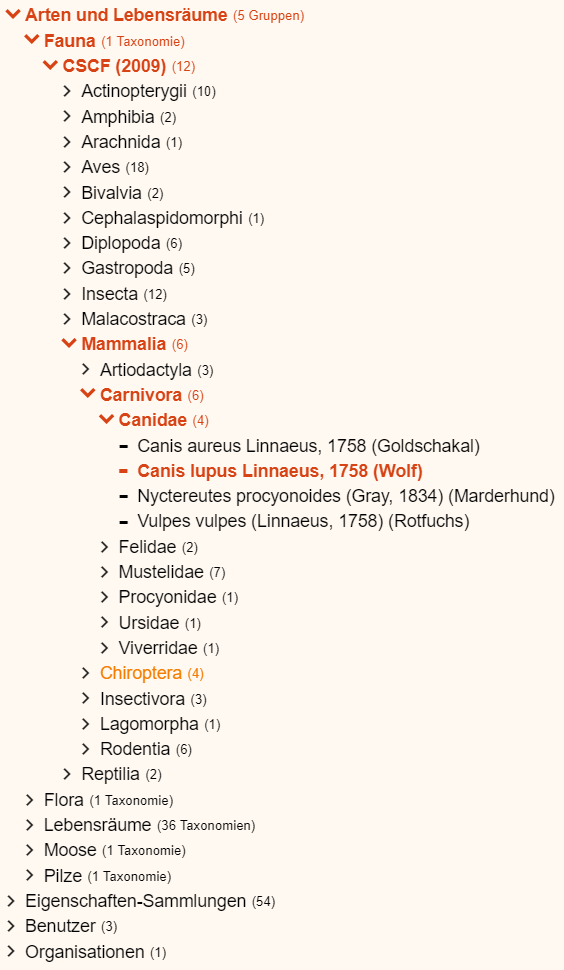 Arten und Lebensräume (5 Gruppen)
Fauna (1 Taxonomie)
CSCF (2009) (12)
Actinopterygii (10)
Amphibia (2)
Arachnida (1)
Aves (18)
Bivalvia (2)
Cephalaspidomorphi (1)
Diplopoda (6)
Gastropoda (5)
Insecta (12)
Malacostraca (3)
Mammalia (6)
Artiodactyla (3)
Carnivora (6)
Canidae (4)
Canis aureus Linnaeus, 1758 (Goldschakal)
Canis lupus Linnaeus, 1758 (Wolf)
Nyctereutes procyonoides (Gray, 1834) (Marderhund)
Vulpes vulpes (Linnaeus, 1758) (Rotfuchs)
Felidae (2)
Mustelidae (7)
Procyonidae (1)
Ursidae (1)
Viverridae (1)
Chiroptera (4)
Insectivora (3)
Lagomorpha (1)
Rodentia (6)
Reptilia (2)
Flora (1 Taxonomie)
Lebensräume (36 Taxonomien)
Moose (1 Taxonomie)
Pilze (1 Taxonomie)
Eigenschaften-Sammlungen (54)
Benutzer (3)
Organisationen (1)